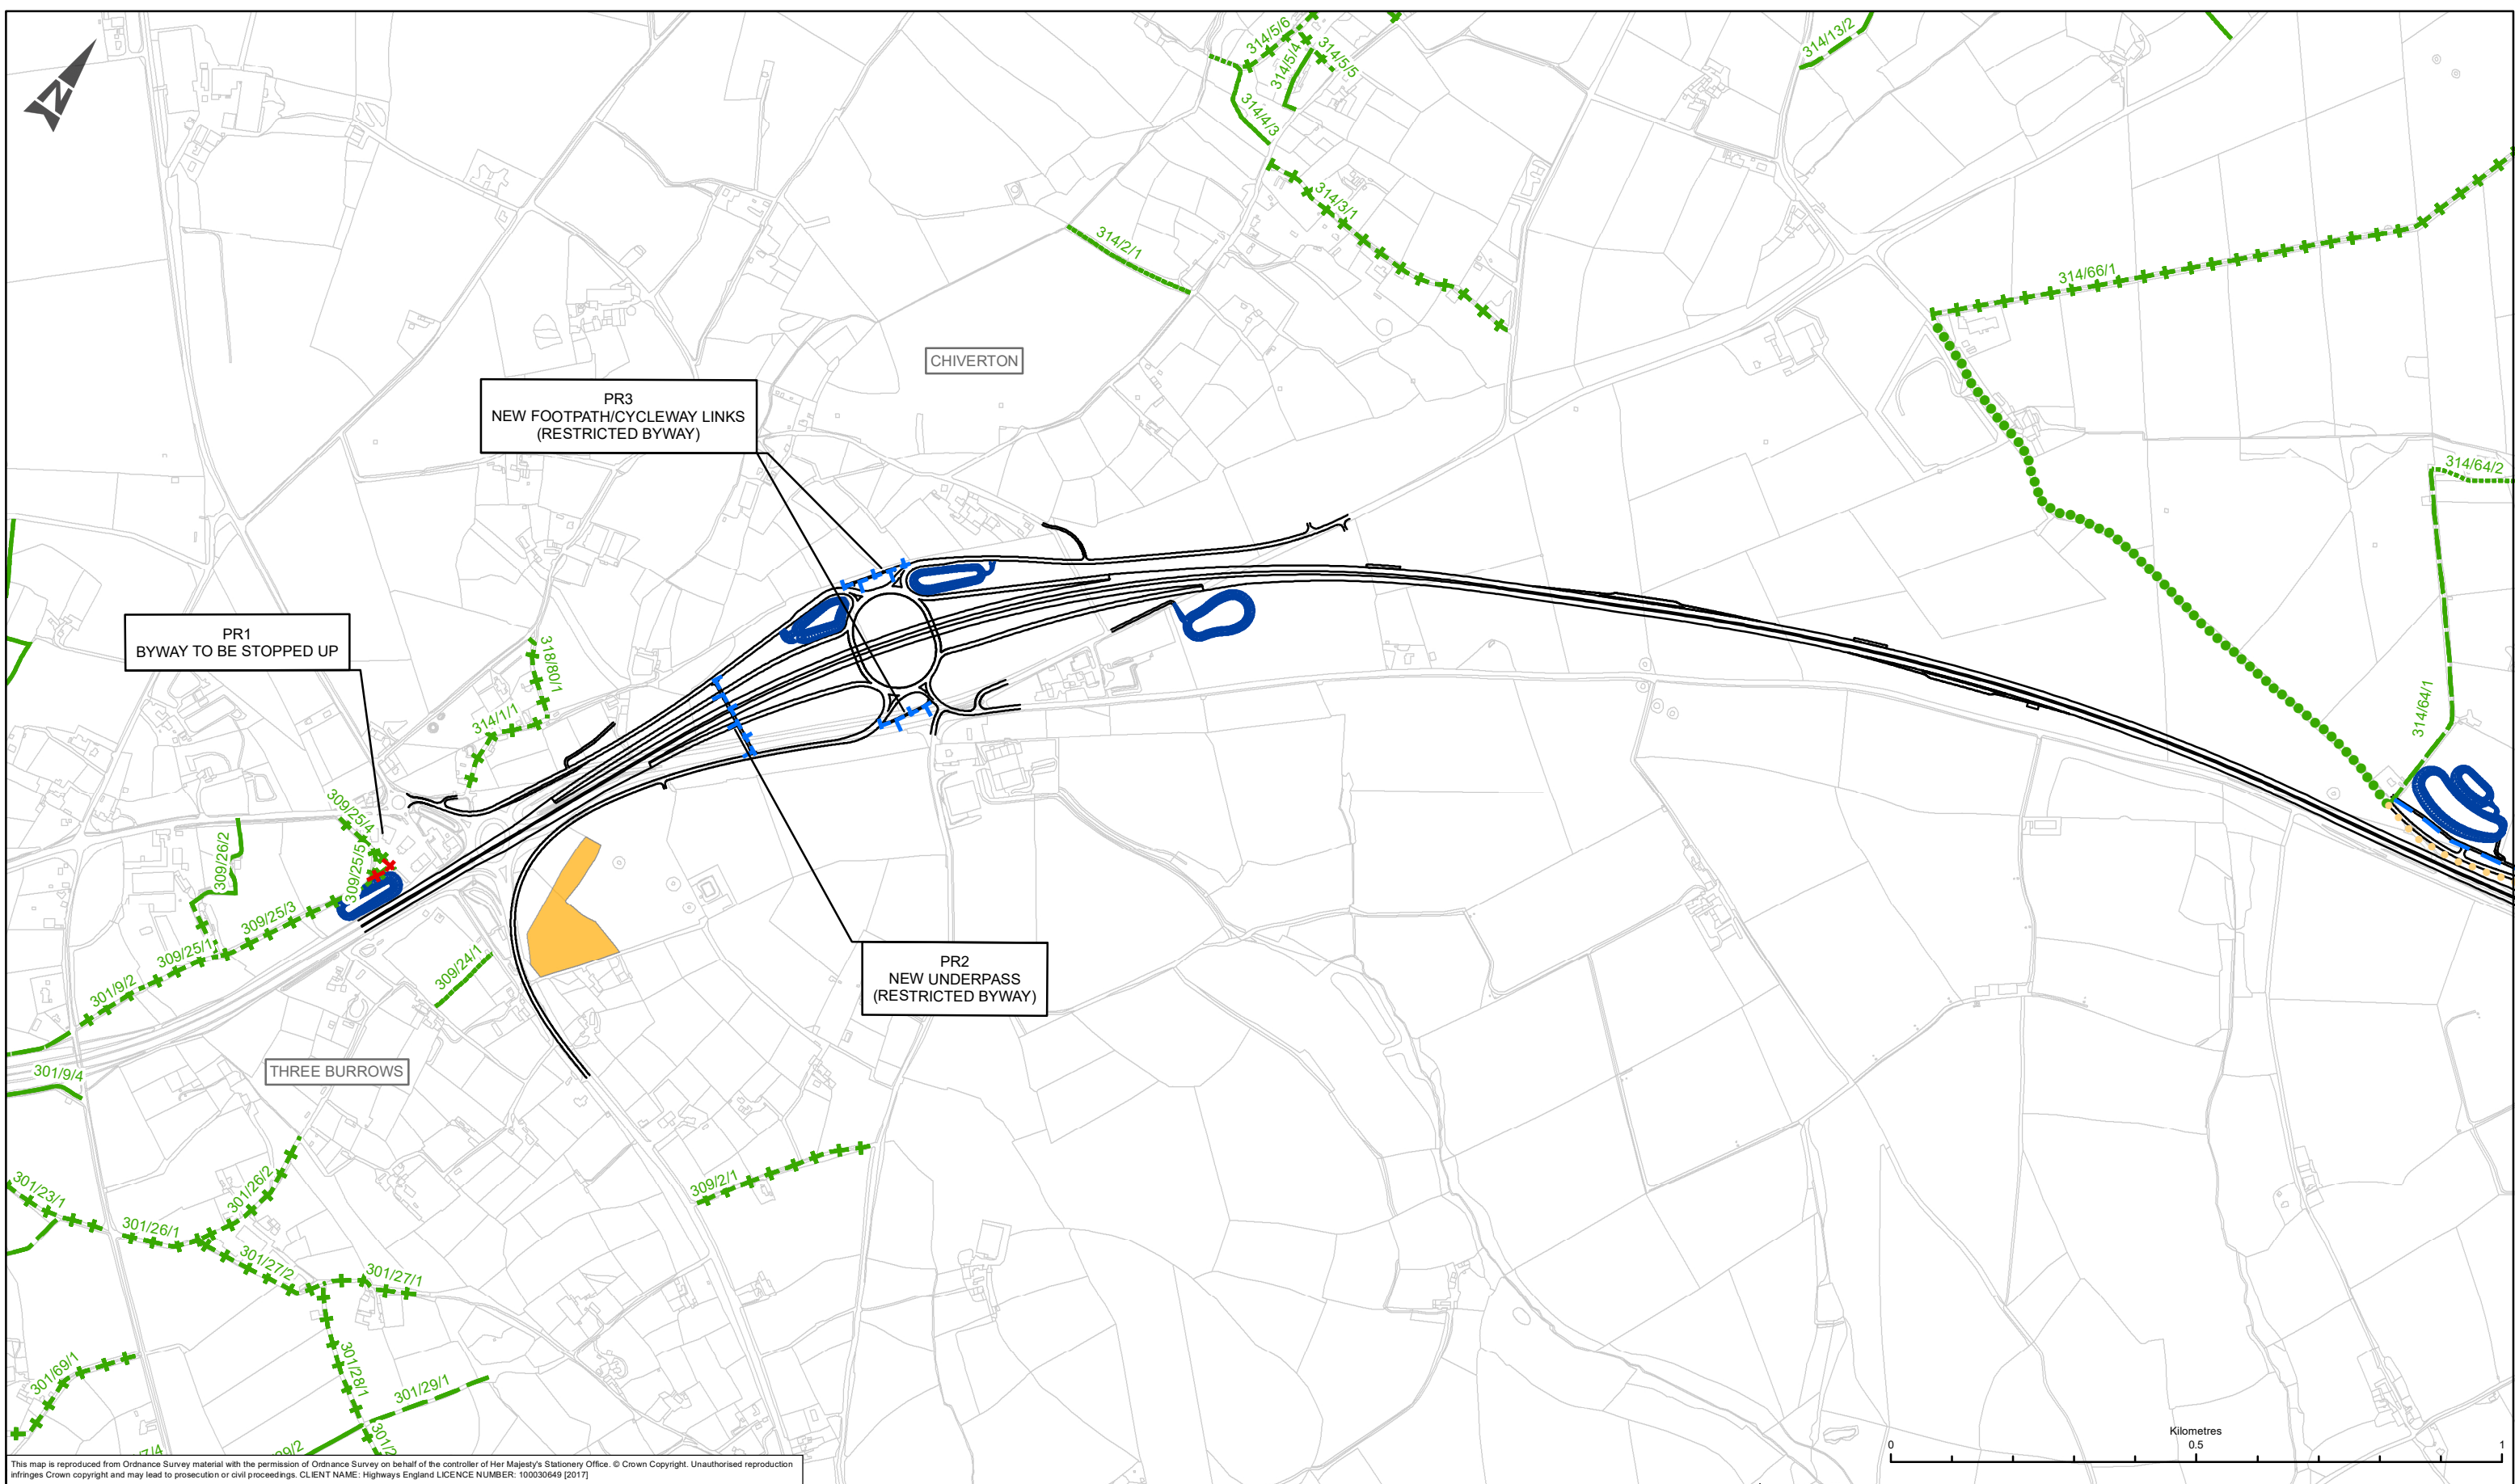 N
314/5/6
314/5/4
314/5/5
314/4/3
314/13/2
314/3/1
314/2/1
314/66/1
CHIVERTON
PR3
NEW FOOTPATH/CYCLEWAY LINKS
(RESTRICTED BYWAY)
314/64/2
PR1
BYWAY TO BE STOPPED UP
318/80/1
314/1/1
314/64/1
309/25/4
309/26/2
309/25/5
309/25/3
309/25/1
301/9/2
309/24/1
PR2
NEW UNDERPASS
(RESTRICTED BYWAY)
THREE BURROWS
301/9/4
301/23/1
301/26/2
301/26/1
309/2/1
301/27/2
301/27/1
301/69/1
301/28/1
301/29/1
Kilometres
0 0.5 1
This map is reproduced from Ordnance Survey material with the permission of Ordnance Survey on behalf of the controller of Her Majesty's Stationery Office. © Crown Copyright. Unauthorised reproduction
infringes Crown copyright and may lead to prosecution or civil proceedings. CLIENT NAME: Highways England LICENCE NUMBER: 100030649 [2017]